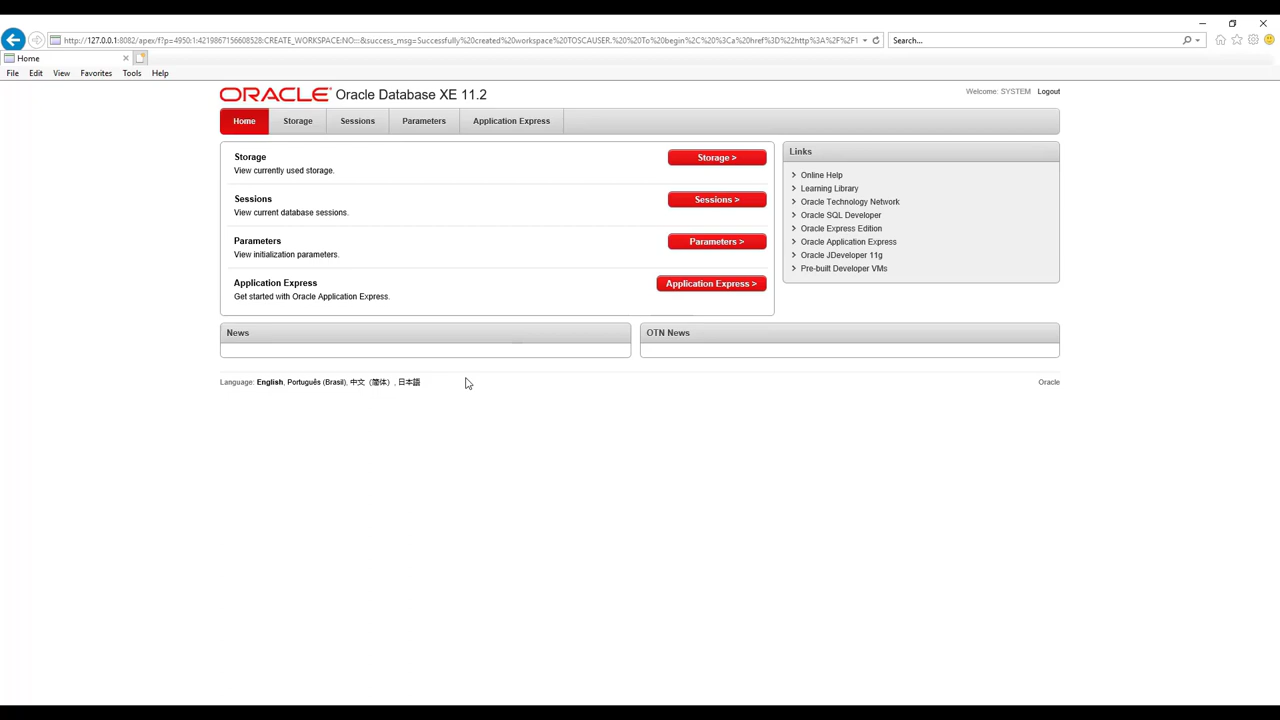 http://127.0.0.1:8082/apex/f?p=4950:1:4219867156608528:CREATE_WORKSPACE:NO:::&success_msg=Successfully%20created%20workspace%20TOSCAUSER.%20%20To%20begin%2C%20%3Ca%20href%3D%22http%3A%2F%2F1
Search...
Home
File Edit View Favorites Tools Help
ORACLE Oracle Database XE 11.2
Welcome: SYSTEM Logout
Home Storage Sessions Parameters Application Express
Storage
View currently used storage.
Storage >
Sessions
View current database sessions.
Sessions >
Parameters
View initialization parameters.
Parameters >
Application Express
Get started with Oracle Application Express.
Application Express >
Links
Online Help
Learning Library
Oracle Technology Network
Oracle SQL Developer
Oracle Express Edition
Oracle Application Express
Oracle JDeveloper 11g
Pre-built Developer VMs
News
OTN News
Language: English, Português (Brasil), 中文（简体）, 日本語
Oracle